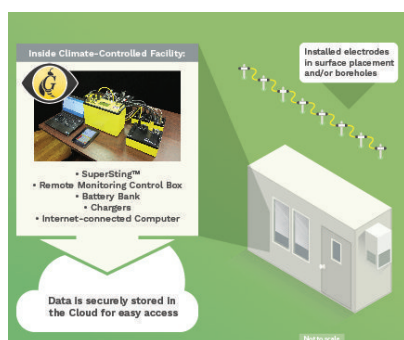 Inside Climate-Controlled Facility:
• SuperSting™
• Remote Monitoring Control Box
• Battery Bank
• Chargers
• Internet-connected Computer
Data is securely stored in
the Cloud for easy access
Installed electrodes
in surface placement
and/or boreholes
Not to scale